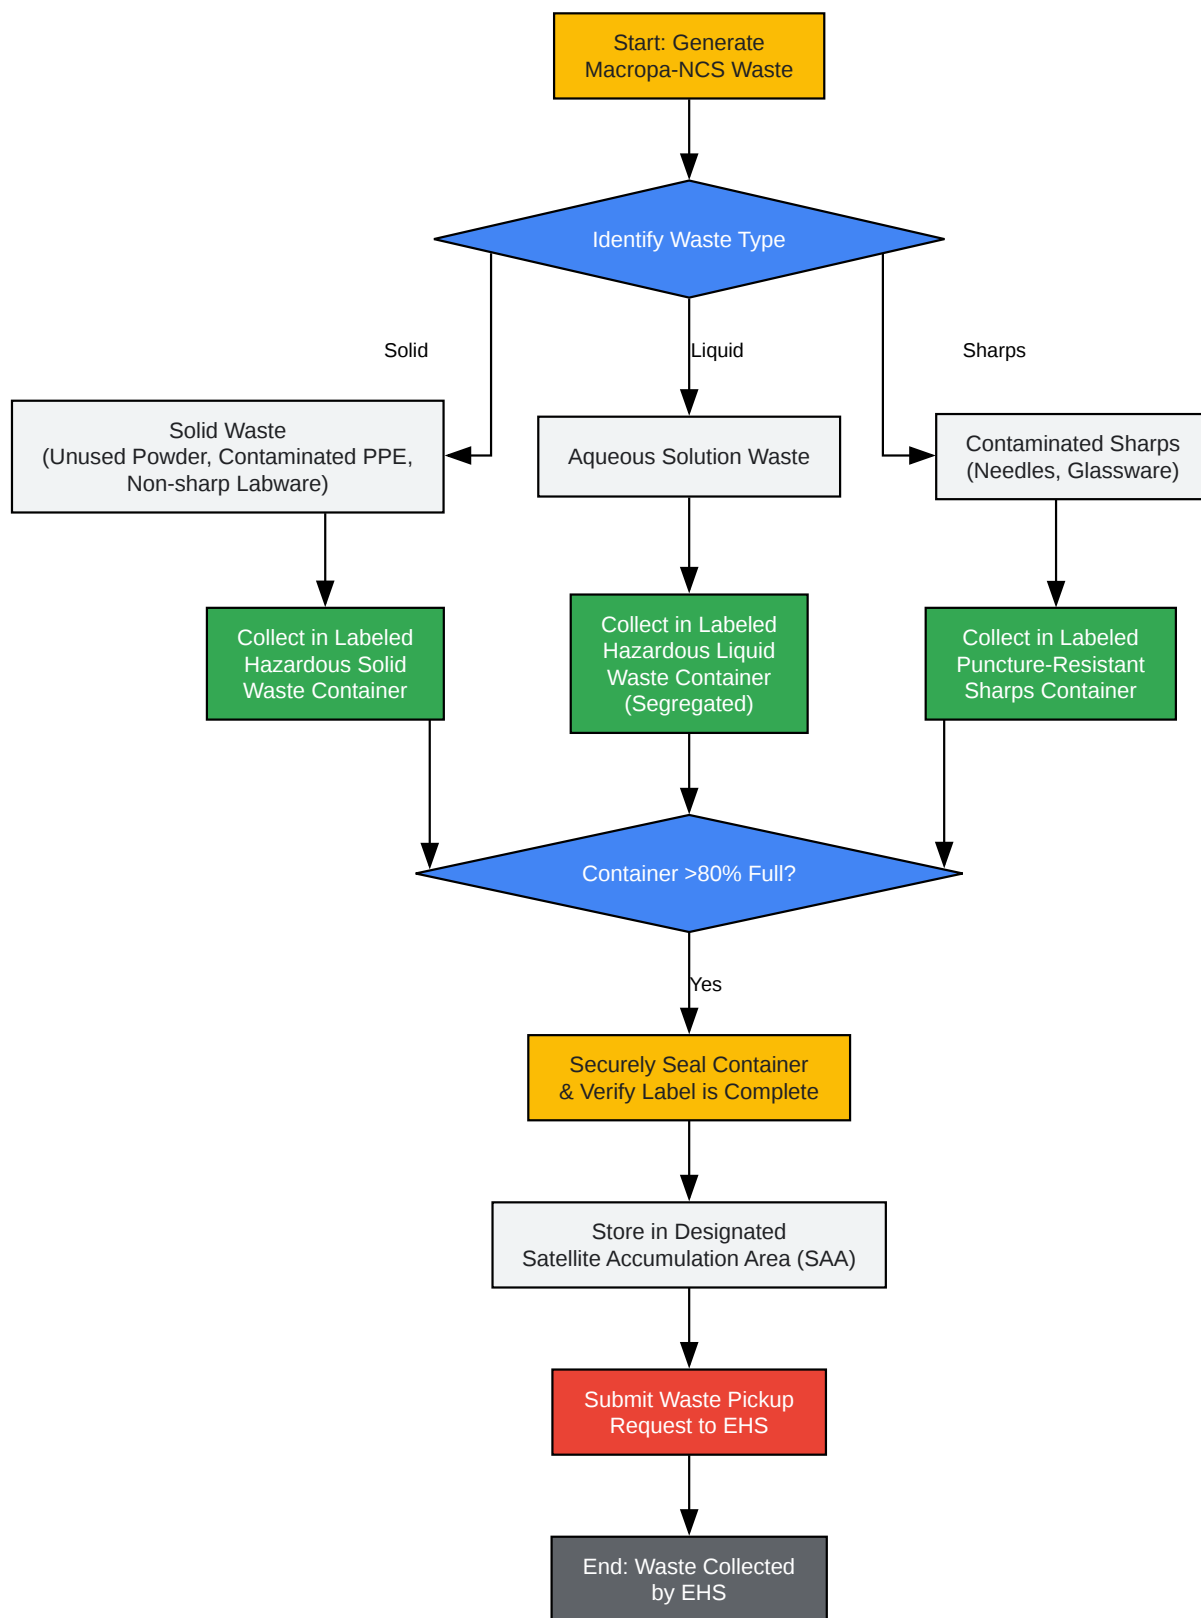 Start: Generate
Macropa-NCS Waste
Identify Waste Type
Solid
Liquid
Sharps
Solid Waste
(Unused Powder, Contaminated PPE,
Non-sharp Labware)
Aqueous Solution Waste
Contaminated Sharps
(Needles, Glassware)
Collect in Labeled
Hazardous Solid
Waste Container
Collect in Labeled
Hazardous Liquid
Waste Container
(Segregated)
Collect in Labeled
Puncture-Resistant
Sharps Container
Container >80% Full?
Yes
Securely Seal Container
& Verify Label is Complete
Store in Designated
Satellite Accumulation Area (SAA)
Submit Waste Pickup
Request to EHS
End: Waste Collected
by EHS